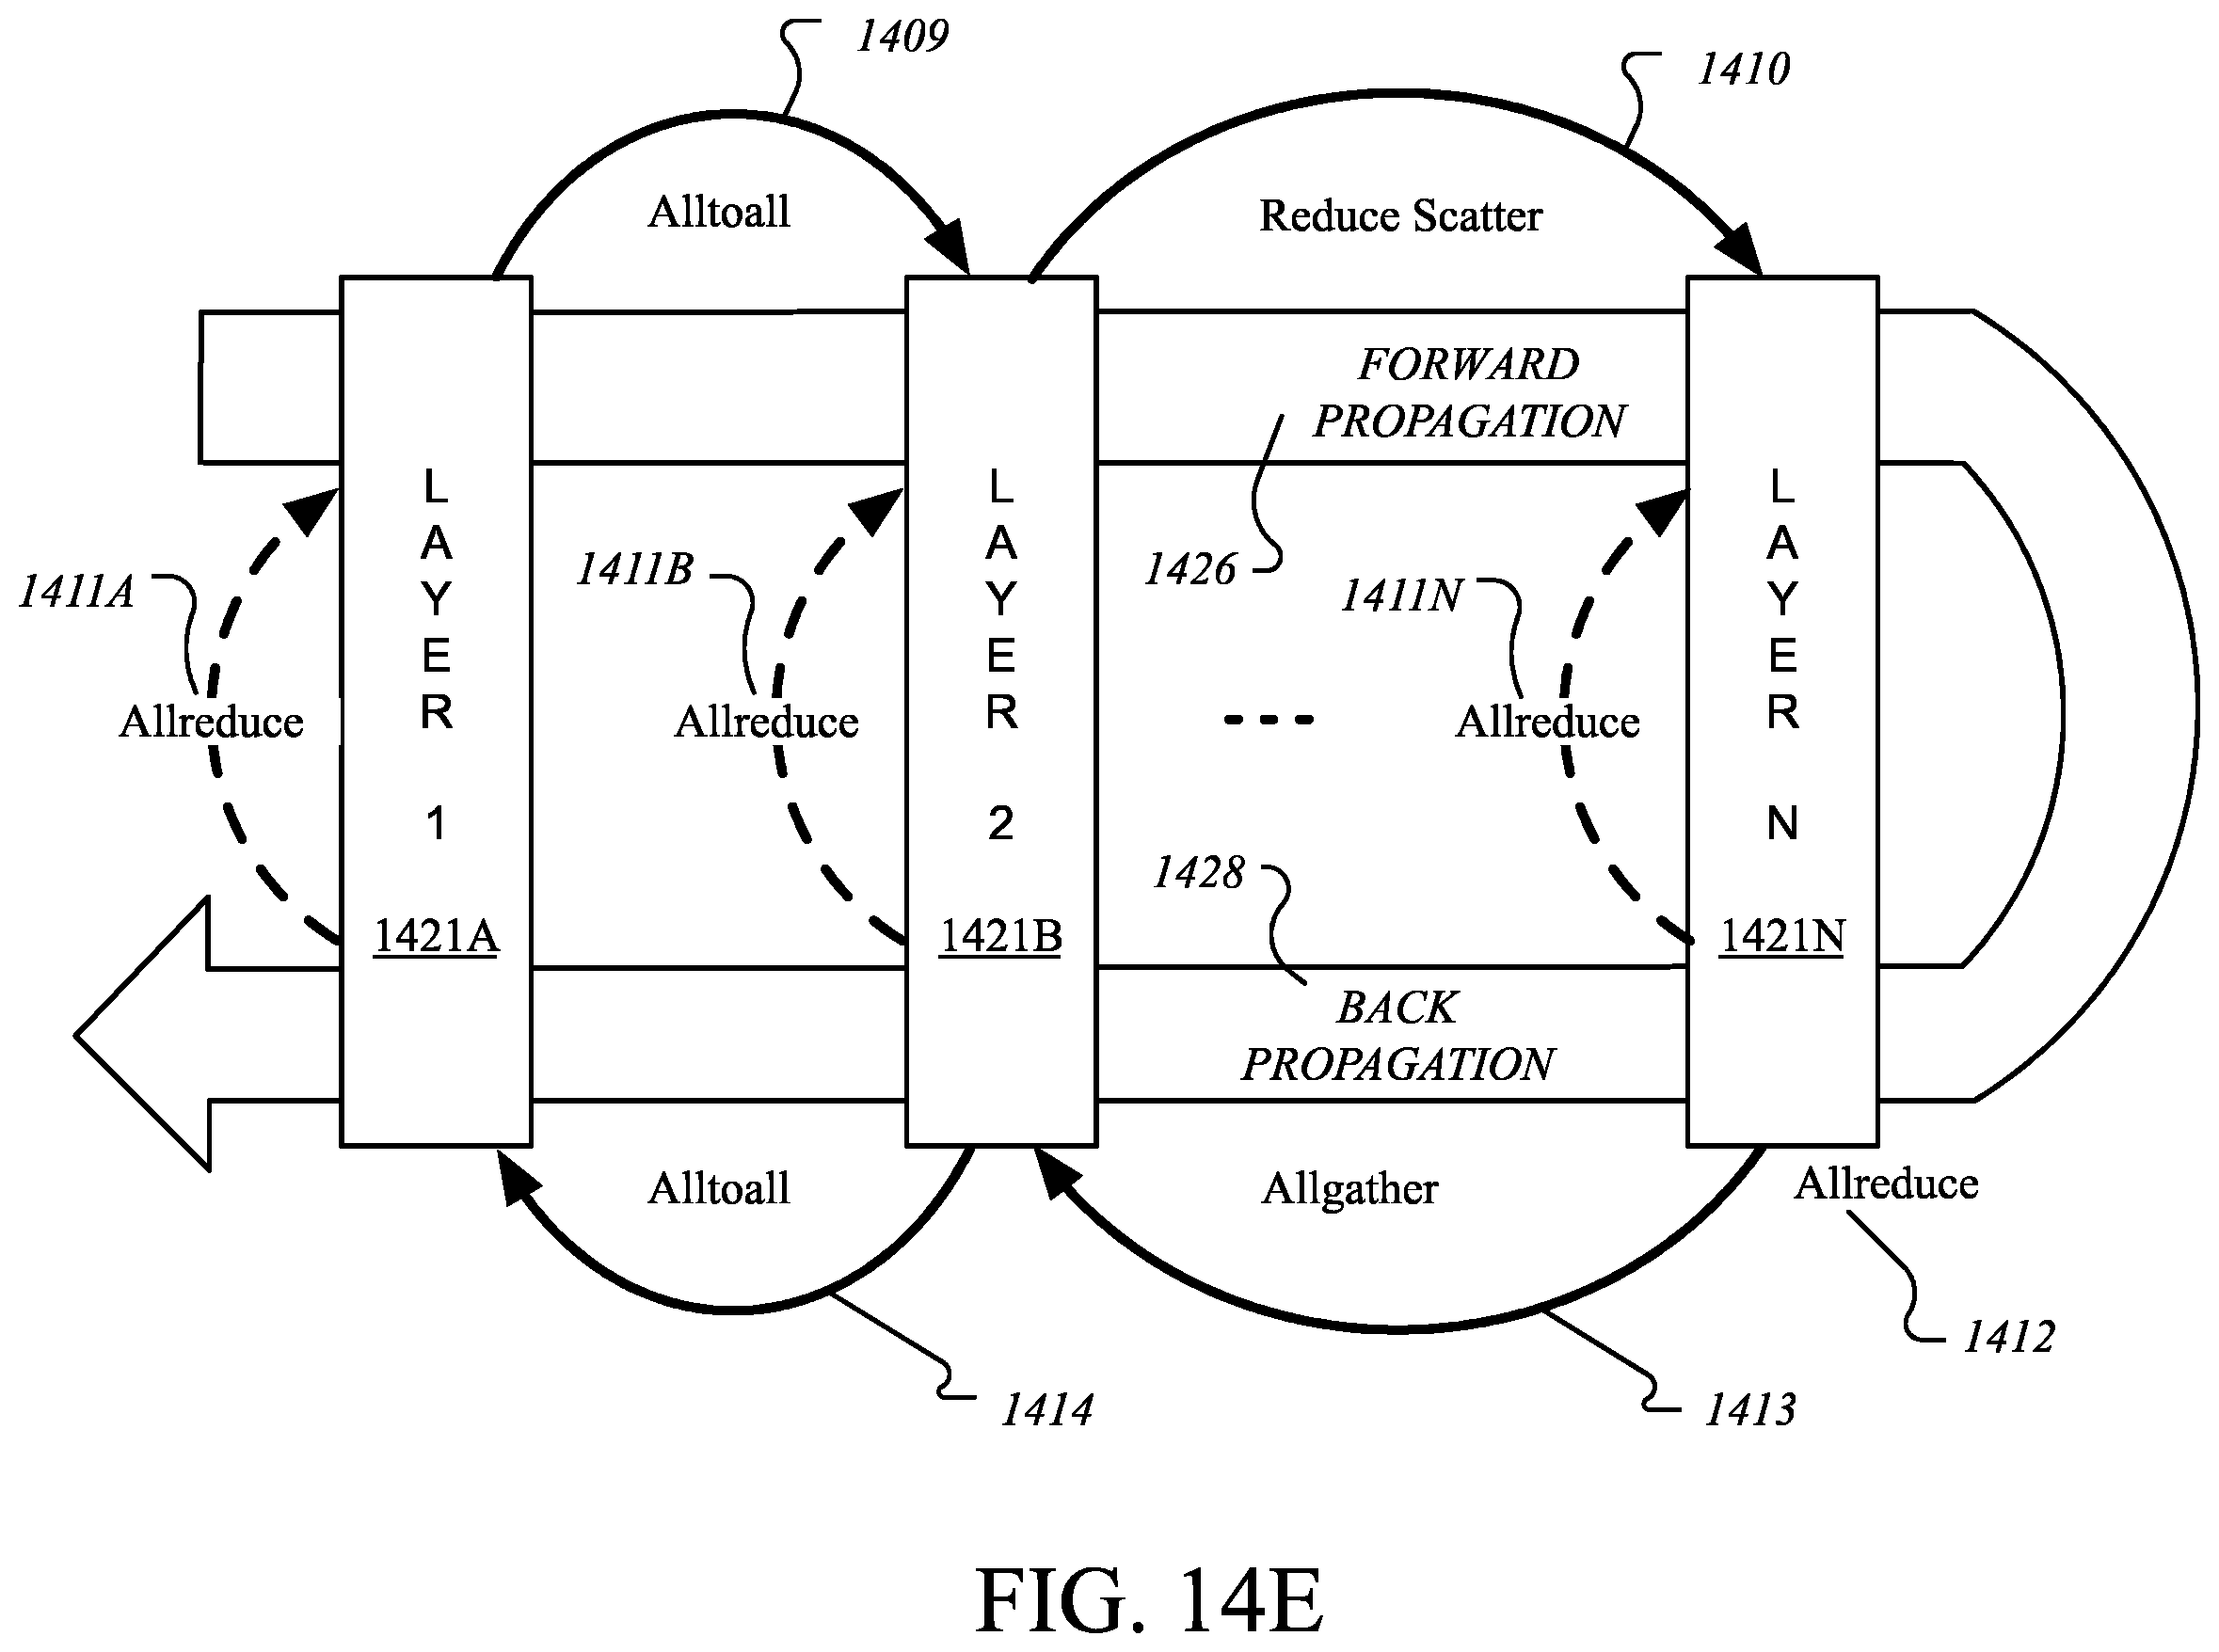 1409
1410
Alltoall
Reduce Scatter
FORWARD
PROPAGATION
1411A
1411B
1426
1411N
Allreduce
Allreduce
- - -
Allreduce
LAYER 1
LAYER 2
LAYER N
1428
1421A
1421B
1421N
BACK
PROPAGATION
Alltoall
Allgather
Allreduce
1412
1414
1413
FIG. 14E